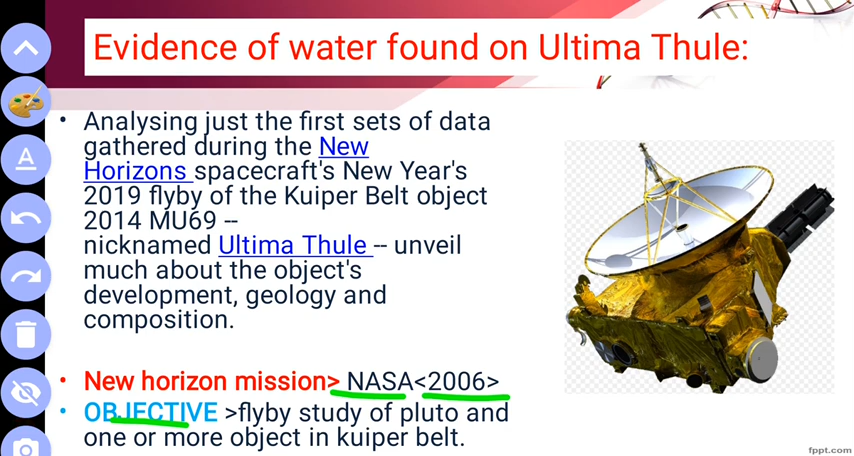 Evidence of water found on Ultima Thule:
• Analysing just the first sets of data
gathered during the New
Horizons spacecraft's New Year's
2019 flyby of the Kuiper Belt object
2014 MU69 --
nicknamed Ultima Thule -- unveil
much about the object's
development, geology and
composition.
• New horizon mission> NASA<2006>
• OBJECTIVE >flyby study of pluto and
one or more object in kuiper belt.
A
fppt.com